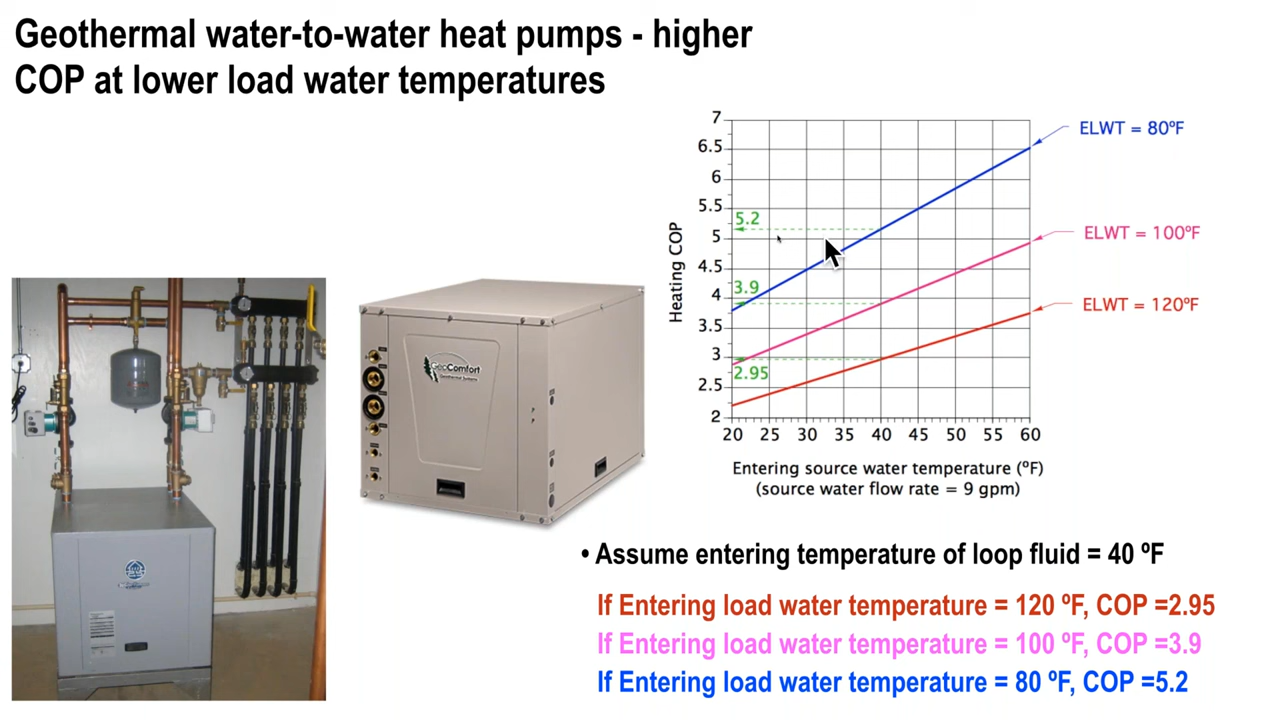 Geothermal water-to-water heat pumps - higher
COP at lower load water temperatures
7
6.5
6
5.5
5
4.5
4
3.5
3
2.5
2
Heating COP
5.2
3.9
2.95
ELWT = 80ºF
ELWT = 100ºF
ELWT = 120ºF
20 25 30 35 40 45 50 55 60
Entering source water temperature (ºF)
(source water flow rate = 9 gpm)
GeoComfort
Geothermal Systems
• Assume entering temperature of loop fluid = 40 ºF
If Entering load water temperature = 120 ºF, COP =2.95
If Entering load water temperature = 100 ºF, COP =3.9
If Entering load water temperature = 80 ºF, COP =5.2